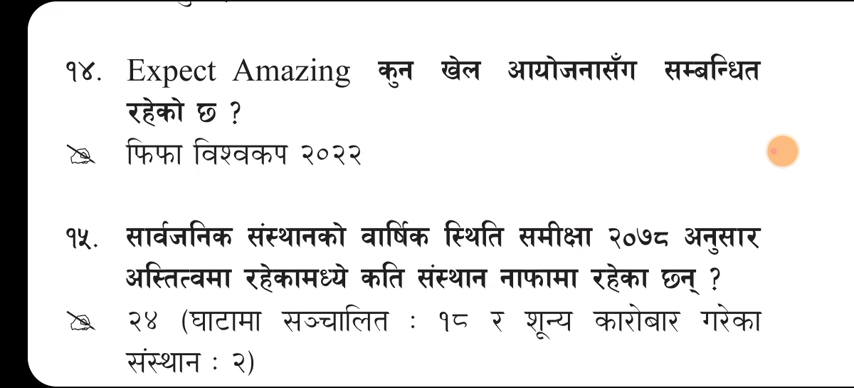 १४. Expect Amazing कुन खेल आयोजनासँग सम्बन्धित
रहेको छ ?
फिफा विश्वकप २०२२
१५. सार्वजनिक संस्थानको वार्षिक स्थिति समीक्षा २०७८ अनुसार
अस्तित्वमा रहेकामध्ये कति संस्थान नाफामा रहेका छन् ?
२४ (घाटामा सञ्चालित : १८ र शून्य कारोबार गरेका
संस्थान : २)